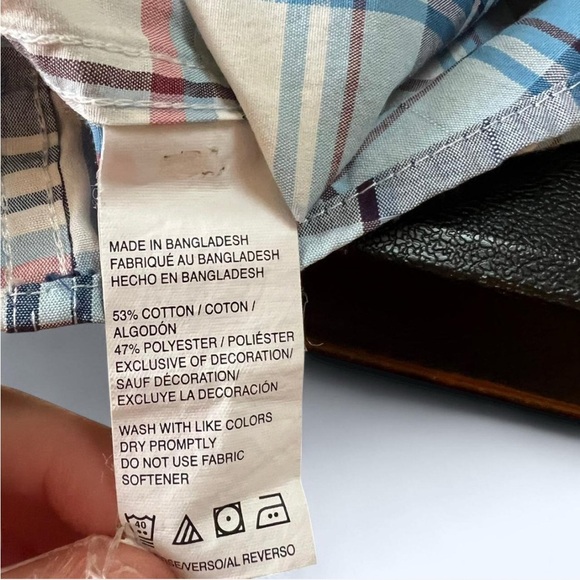 MADE IN BANGLADESH
FABRIQUÉ AU BANGLADESH
HECHO EN BANGLADESH
53% COTTON / COTON /
ALGODÓN
47% POLYESTER / POLIÉSTER
EXCLUSIVE OF DECORATION/
SAUF DÉCORATION/
EXCLUYE LA DECORACIÓN
WASH WITH LIKE COLORS
DRY PROMPTLY
DO NOT USE FABRIC
SOFTENER
40
/VERSO/AL REVERSO